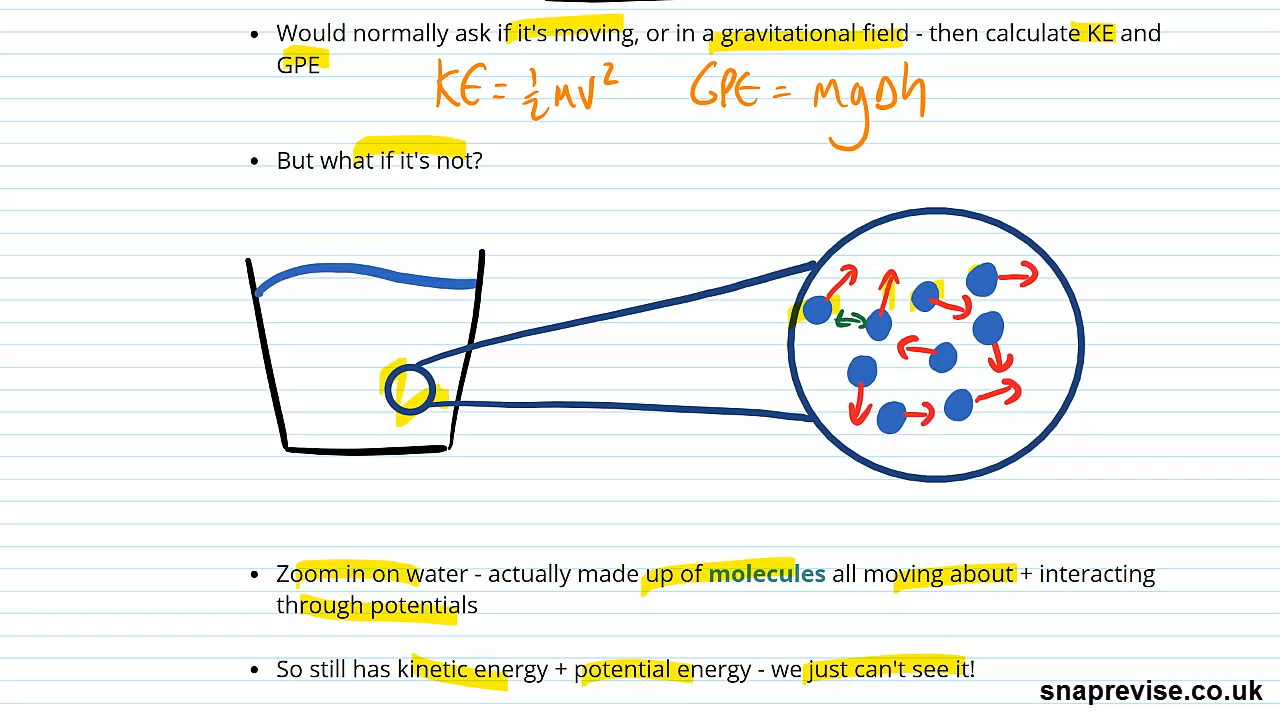 • Would normally ask if it's moving, or in a gravitational field - then calculate KE and
GPE
KE = ½mv² GPE = mgΔh
• But what if it's not?
• Zoom in on water - actually made up of molecules all moving about + interacting
through potentials
• So still has kinetic energy + potential energy - we just can't see it!
snaprevise.co.uk